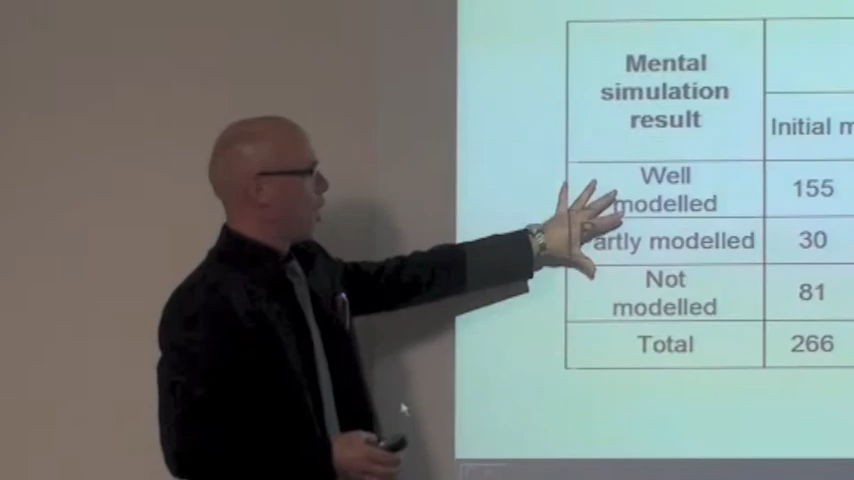 Mental
simulation
result
Initial m
Well
modelled
155
artly modelled
30
Not
modelled
81
Total
266